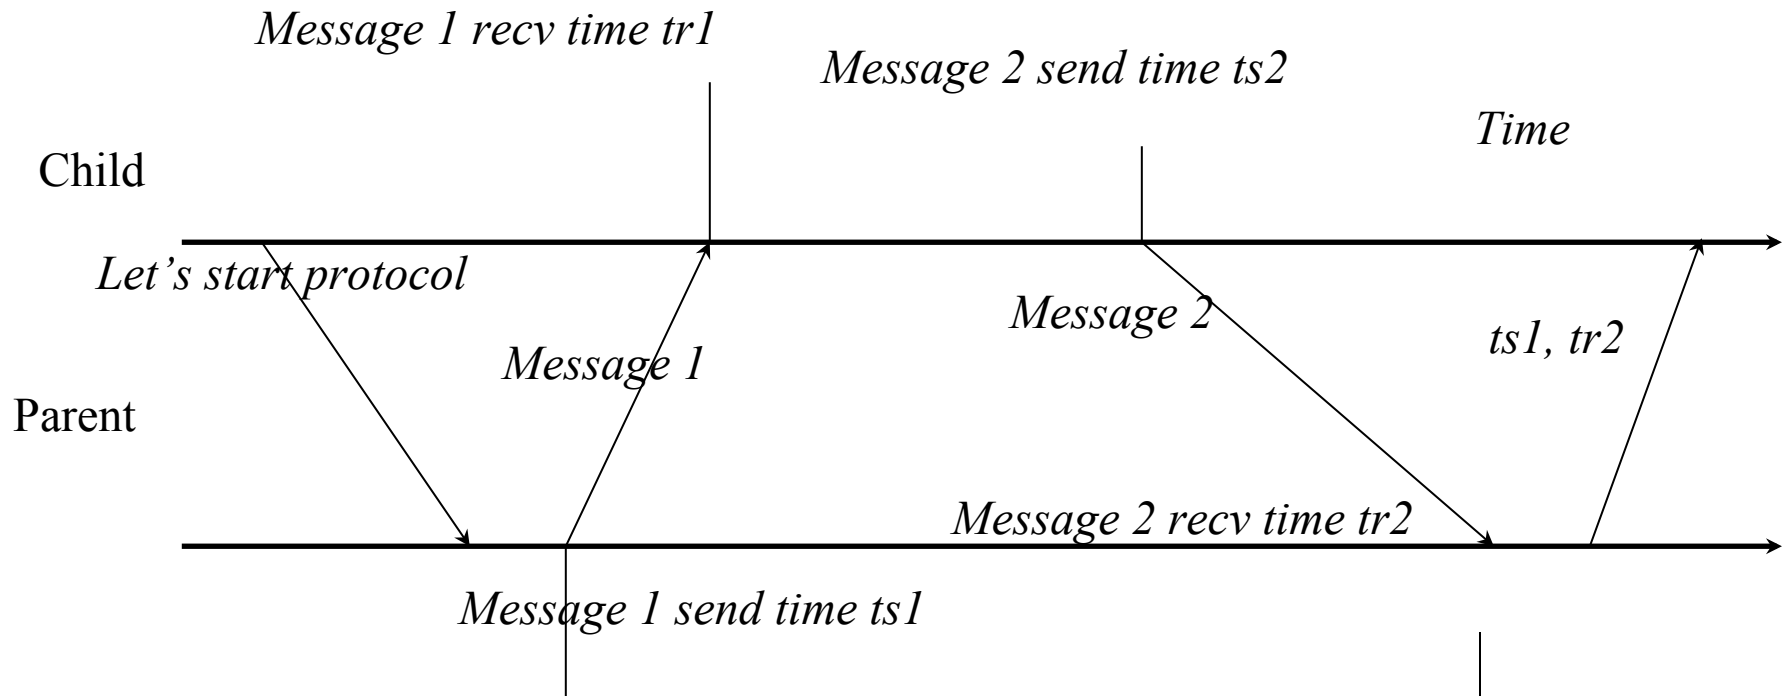 Message 1 recv time tr1
Message 2 send time ts2
Time
Child
Let’s start protocol
Message 2
ts1, tr2
Message 1
Parent
Message 2 recv time tr2
Message 1 send time ts1